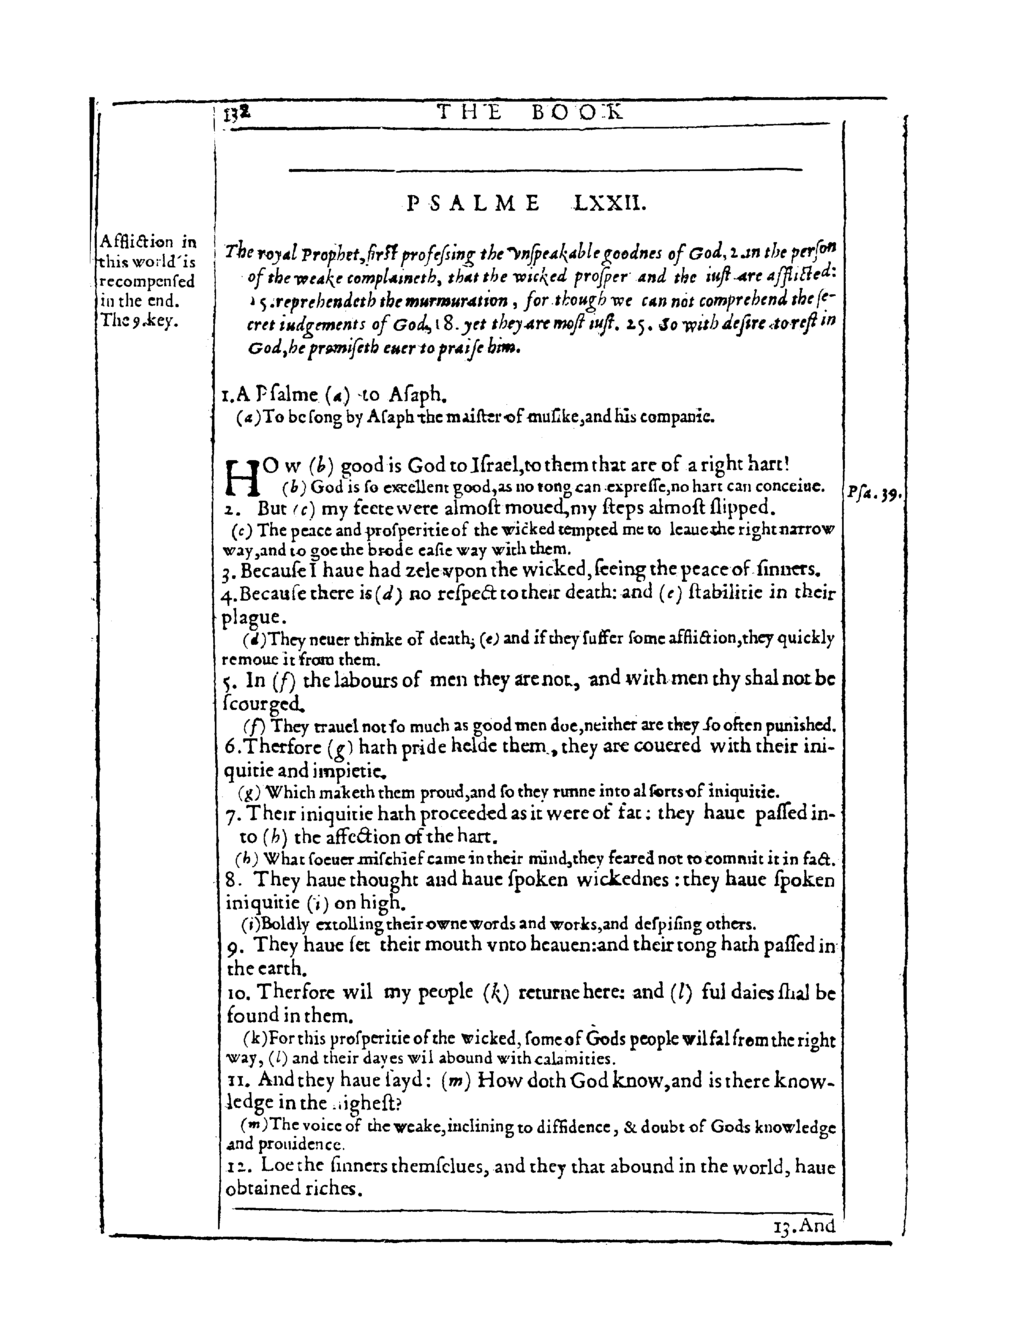 132 THE BOOK
PSALME LXXII.
Affliction in
this world is
recompenſed
in the end.
The 9.key.
The royal Prophet,firſt profeſsing the vnſpeakable goodnes of God, 2.in the perſon
of the weake complaineth, that the wicked proſper and the iuſt are afflicted:
15.reprehendeth the murmuration, for though we can not comprehend the ſe-
cret iudgements of God, 18. yet they are moſt iuſt. 25. So with deſire to reſt in
God,he promiſeth euer to praiſe him.
1.A Pſalme (a) to Aſaph.
(a)To be ſong by Aſaph the maiſter of muſike,and his companie.
HOw (b) good is God to Iſrael,to them that are of a right hart!
(b) God is ſo excellent good,as no tong can expreſſe,no hart can conceiue.
Pſa.39.
2. But (c) my feete were almoſt moued,my ſteps almoſt ſlipped.
(c) The peace and proſperitie of the wicked tempted me to leaue the right narrow
way,and to goe the brode eaſie way with them.
3. Becauſe I haue had zele vpon the wicked, ſeeing the peace of ſinners.
4.Becauſe there is (d) no reſpect to their death: and (e) ſtabilitie in their
plague.
(d)They neuer thinke of death; (e) and if they ſuffer ſome affliction,they quickly
remoue it from them.
5. In (f) the labours of men they are not, and with men they ſhal not be
ſcourged.
(f) They trauel not ſo much as good men doe,neither are they ſo often punished.
6.Therfore (g) hath pride helde them, they are couered with their ini-
quitie and impietie.
(g) Which maketh them proud,and ſo they runne into al ſorts of iniquitie.
7. Their iniquitie hath proceeded as it were of fat: they haue paſſed in-
to (h) the affection of the hart.
(h) What ſoeuer miſchief came in their mind,they feared not to commit it in fact.
8. They haue thought and haue ſpoken wickednes: they haue ſpoken
iniquitie (i) on high.
(i)Boldly extolling their owne words and works,and deſpiſing others.
9. They haue ſet their mouth vnto heauen:and their tong hath paſſed in
the earth.
10. Therfore wil my people (k) returne here: and (l) ful daies ſhal be
found in them.
(k)For this proſperitie of the wicked, ſome of Gods people wil fal from the right
way, (l) and their dayes wil abound with calamities.
11. And they haue ſayd: (m) How doth God know,and is there know-
ledge in the higheſt?
(m)The voice of the weake,inclining to diffidence, & doubt of Gods knowledge
and prouidence.
12. Loe the ſinners themſelues, and they that abound in the world, haue
obtained riches.
13.And